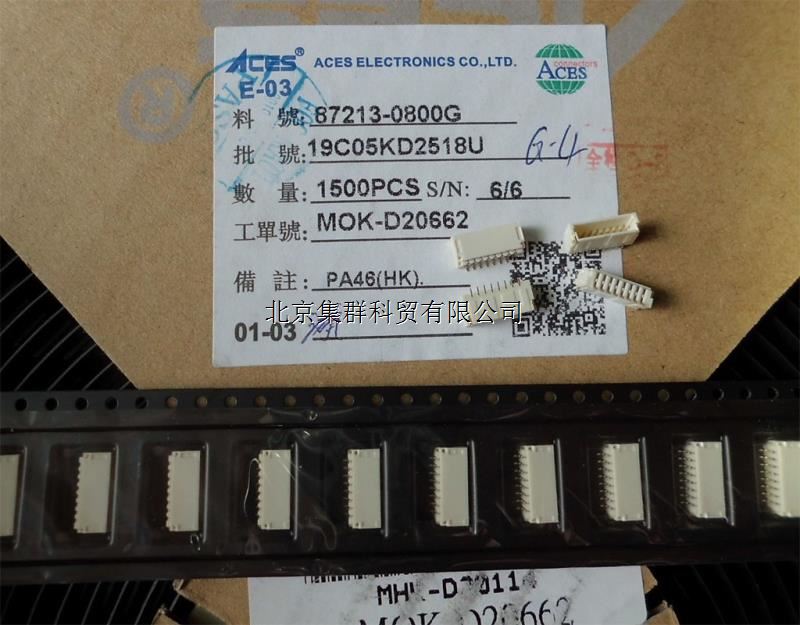 ACES® ACES ELECTRONICS CO.,LTD.
connectors
ACES
E-03
料 號: 87213-0800G
批 號: 19C05KD2518U G-4
數 量: 1500PCS S/N: 6/6
工單號: MOK-D20662
備 註: PA46(HK).
北京集群科贸有限公司
01-03
MOK-D20662